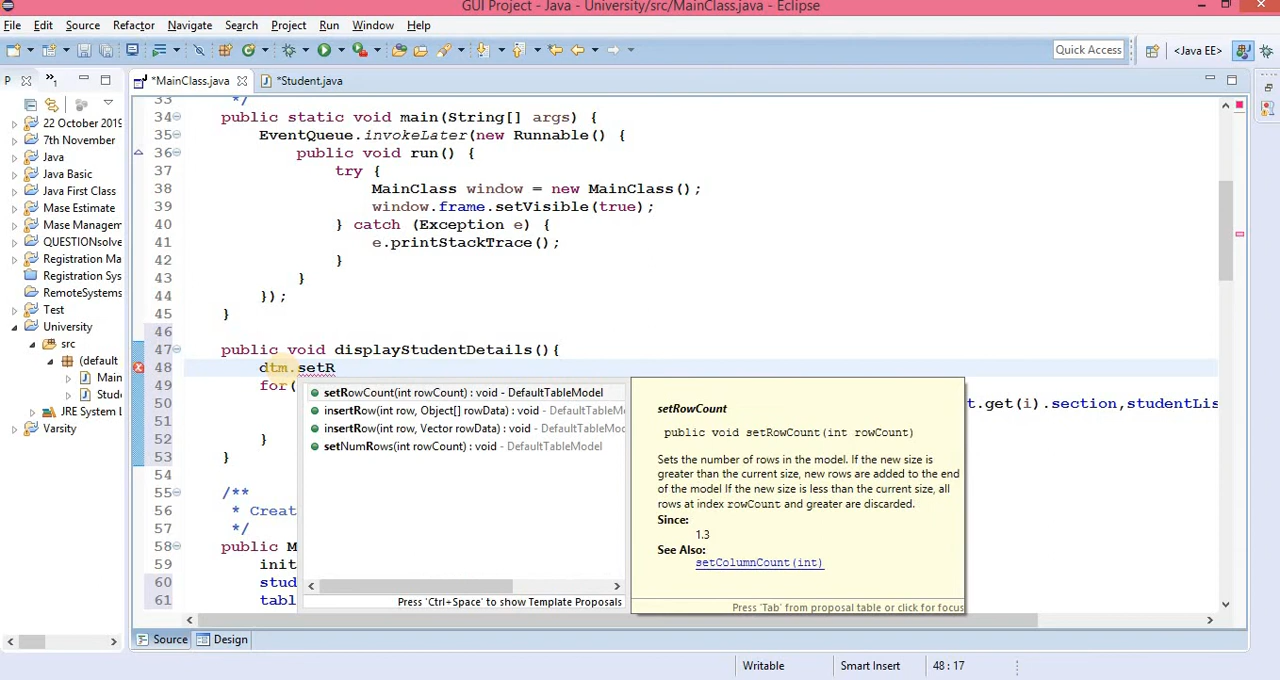 GUI Project - Java - University/src/MainClass.java - Eclipse
File Edit Source Refactor Navigate Search Project Run Window Help
Quick Access <Java EE>
P 1 *MainClass.java *Student.java
22 October 2019
7th November
Java
Java Basic
Java First Class
Mase Estimate
Mase Managem
QUESTIONsolve
Registration Ma
Registration Sys
RemoteSystems
Test
University
src
(default
Main
Stud
JRE System L
Varsity
33 */
34 public static void main(String[] args) {
35 EventQueue.invokeLater(new Runnable() {
36 public void run() {
37 try {
38 MainClass window = new MainClass();
39 window.frame.setVisible(true);
40 } catch (Exception e) {
41 e.printStackTrace();
42 }
43 }
44 });
45 }
46
47 public void displayStudentDetails(){
48 dtm.setR
49 for(
50 t.get(i).section,studentLis
51
52 }
53 }
54
55 /**
56 * Creat
57 */
58 public M
59 init
60 stud
61 tabl
setRowCount(int rowCount) : void - DefaultTableModel
insertRow(int row, Object[] rowData) : void - DefaultTableMo
insertRow(int row, Vector rowData) : void - DefaultTableMod
setNumRows(int rowCount) : void - DefaultTableModel
Press 'Ctrl+Space' to show Template Proposals
setRowCount
public void setRowCount(int rowCount)
Sets the number of rows in the model. If the new size is
greater than the current size, new rows are added to the end
of the model If the new size is less than the current size, all
rows at index rowCount and greater are discarded.
Since:
1.3
See Also:
setColumnCount(int)
Press 'Tab' from proposal table or click for focus
Source Design
Writable Smart Insert 48 : 17